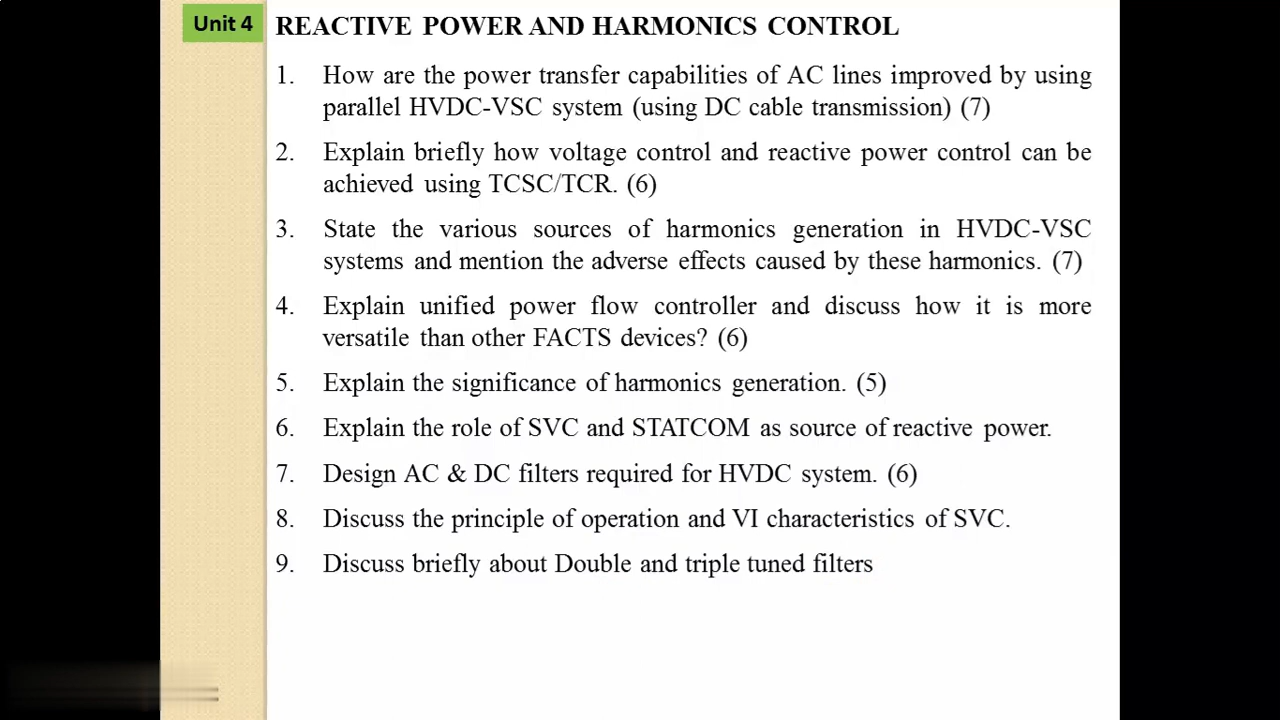 Unit 4
REACTIVE POWER AND HARMONICS CONTROL
1. How are the power transfer capabilities of AC lines improved by using
parallel HVDC-VSC system (using DC cable transmission) (7)
2. Explain briefly how voltage control and reactive power control can be
achieved using TCSC/TCR. (6)
3. State the various sources of harmonics generation in HVDC-VSC
systems and mention the adverse effects caused by these harmonics. (7)
4. Explain unified power flow controller and discuss how it is more
versatile than other FACTS devices? (6)
5. Explain the significance of harmonics generation. (5)
6. Explain the role of SVC and STATCOM as source of reactive power.
7. Design AC & DC filters required for HVDC system. (6)
8. Discuss the principle of operation and VI characteristics of SVC.
9. Discuss briefly about Double and triple tuned filters